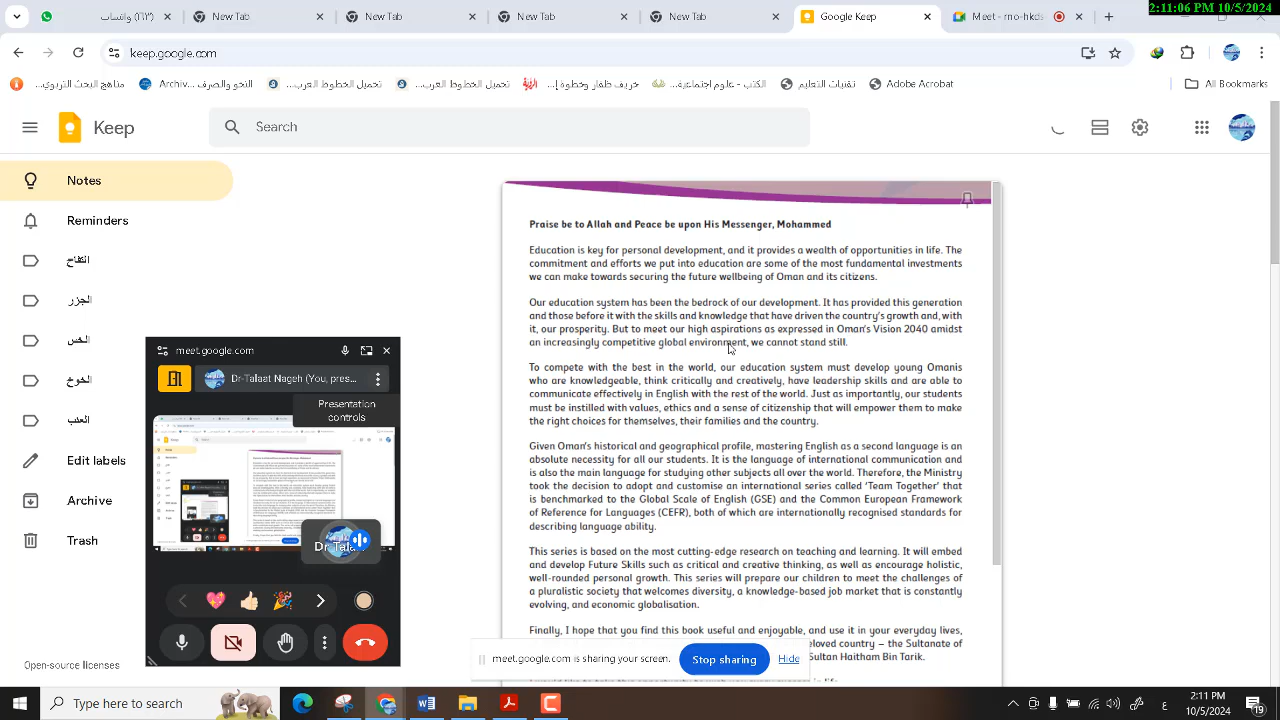 2:11:06 PM 10/5/2024
New Tab
New Tab
New Tab
New Tab
Google Keep
Meet - mo-hkds
keep.google.com
Adobe Acrobat
All Bookmarks
Keep
Search
Notes
Reminders
التفاح
الجزر
الخس
الخوخ
العنب
Archive
Trash
Open-source licenses
Praise be to Allah and Peace be upon His Messenger, Mohammed
Education is key for personal development, and it provides a wealth of opportunities in life. The
commitment and efforts we put into education are some of the most fundamental investments
we can make towards securing the future wellbeing of Oman and its citizens.
Our education system has been the bedrock of our development. It has provided this generation
and those before it with the skills and knowledge that have driven the country's growth and, with
it, our prosperity. But to meet our high aspirations as expressed in Oman's Vision 2040 amidst
an increasingly competitive global environment, we cannot stand still.
To compete with the best in the world, our education system must develop young Omanis
who are knowledgeable, think critically and creatively, have leadership skills and are able to
communicate effectively in English with the rest of the world. Just as importantly, our students
must be instilled with values, ethics and a sense of citizenship that will empower them to make
the right choices for themselves, their families and the country.
Given Oman's historical and geographical profile, mastering English as a second language is an
absolute necessity for all our students. It is the language of international communication and
is also the main language for studying other subjects all over the world. Therefore, the Ministry
took the decision to adopt and customise an international series called 'Team Together' that
is benchmarked to the Global Scale of English (GSE) and the Common European Framework
of Reference for Languages (CEFR), both of which are internationally recognised standards for
describing language ability.
This series is based on the most cutting-edge research on teaching and learning. It will embed
and develop Future Skills such as critical and creative thinking, as well as encourage holistic,
well-rounded personal growth. This series will prepare our children to meet the challenges of
a pluralistic society that welcomes diversity, a knowledge-based job market that is constantly
evolving, and economic globalisation.
Finally, I hope that you find this book useful and enjoyable, and use it in your everyday lives,
beloved country – the Sultanate of
Sultan Haitham Bin Tarik.
meet.google.com
Dr-Talaat Nageh (You, pres...
Presentation
controls
meet.google.com is sharing your screen.
Stop sharing
Hide
Type here to search
2:11 PM
10/5/2024
19